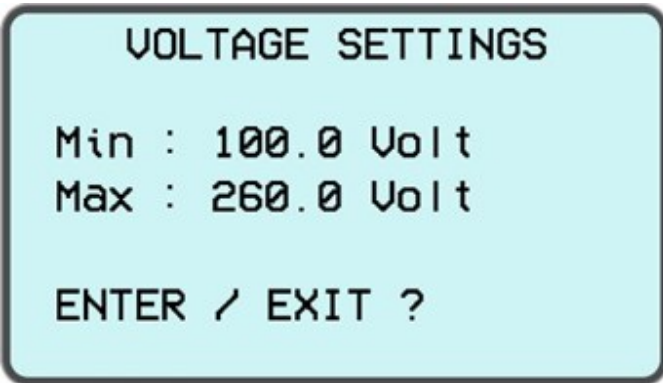 VOLTAGE SETTINGS
Min : 100.0 Volt
Max : 260.0 Volt
ENTER / EXIT ?